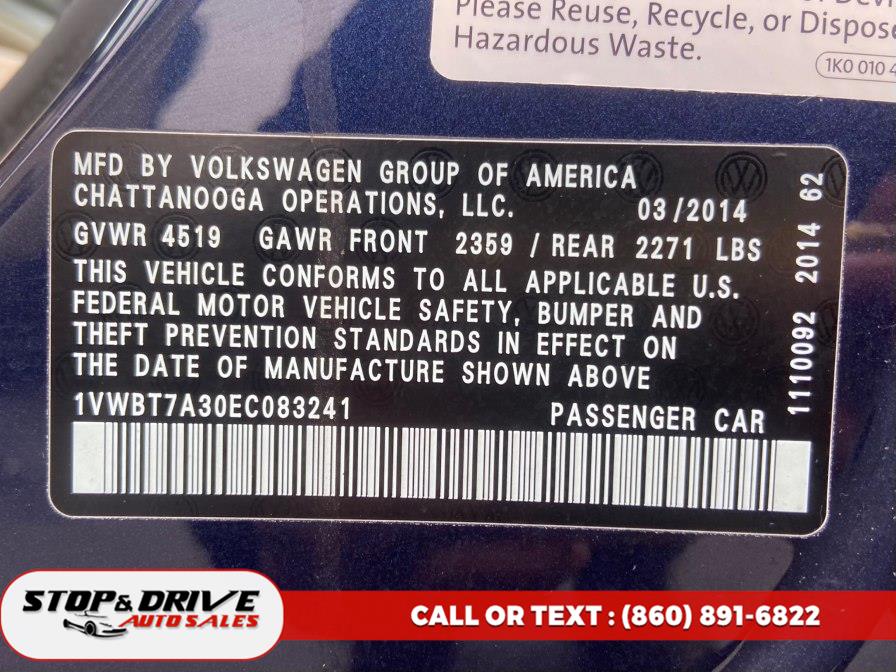 Please Reuse, Recycle, or Dispose
Hazardous Waste.
1K0 010 4
MFD BY VOLKSWAGEN GROUP OF AMERICA
CHATTANOOGA OPERATIONS, LLC. 03/2014
GVWR 4519 GAWR FRONT 2359 / REAR 2271 LBS
THIS VEHICLE CONFORMS TO ALL APPLICABLE U.S.
FEDERAL MOTOR VEHICLE SAFETY, BUMPER AND
THEFT PREVENTION STANDARDS IN EFFECT ON
THE DATE OF MANUFACTURE SHOWN ABOVE
1VWBT7A30EC083241 PASSENGER CAR
1110092 2014 62
STOP & DRIVE
AUTO SALES
CALL OR TEXT : (860) 891-6822